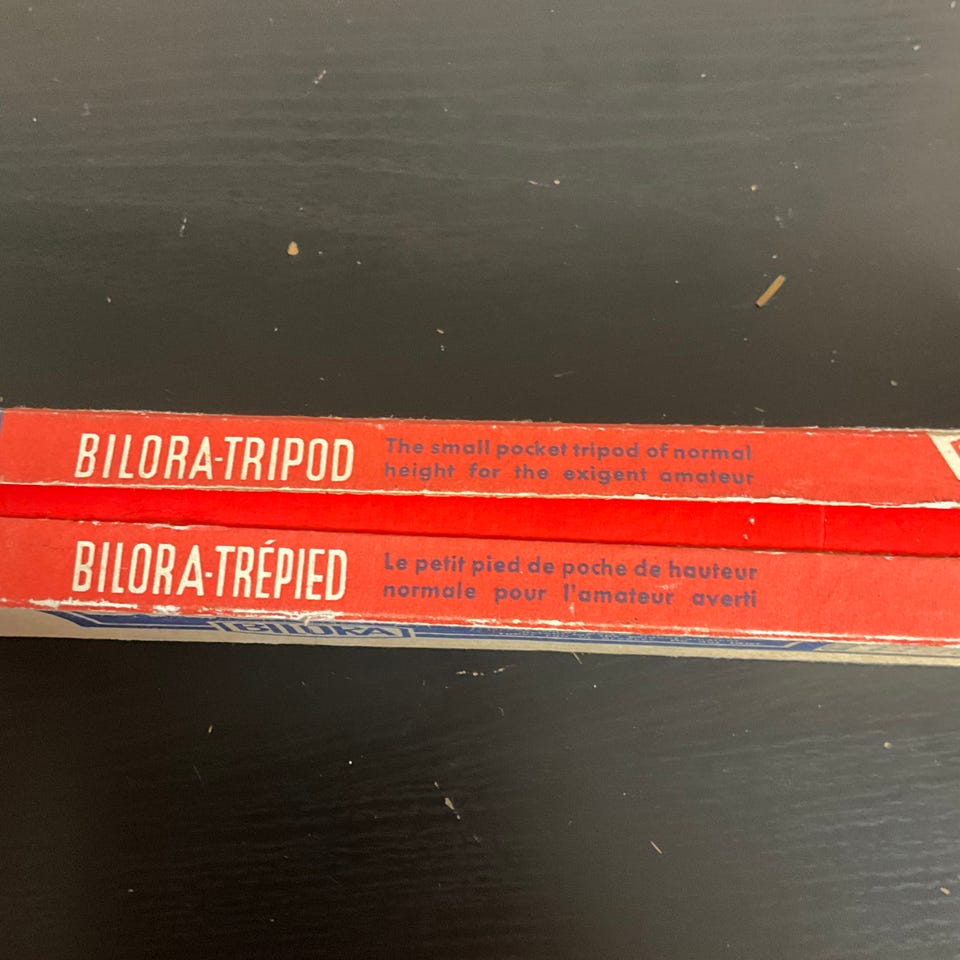 BILORA-TRIPOD
The small pocket tripod of normal
height for the exigent amateur
BILORA-TRÉPIED
Le petit pied de poche de hauteur
normale pour l'amateur averti